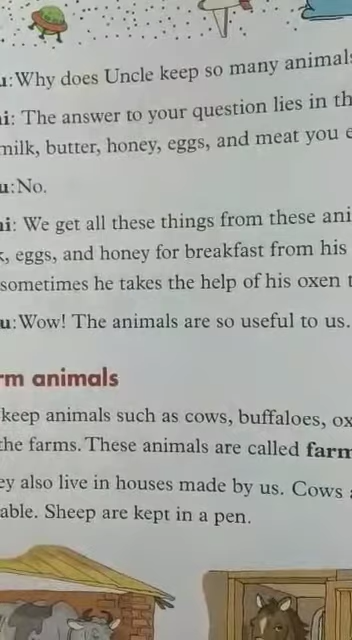 u: Why does Uncle keep so many animals
i: The answer to your question lies in th
milk, butter, honey, eggs, and meat you e
u: No.
i: We get all these things from these ani
, eggs, and honey for breakfast from his
sometimes he takes the help of his oxen t
u: Wow! The animals are so useful to us.
rm animals
keep animals such as cows, buffaloes, ox
the farms. These animals are called farm
ey also live in houses made by us. Cows
able. Sheep are kept in a pen.